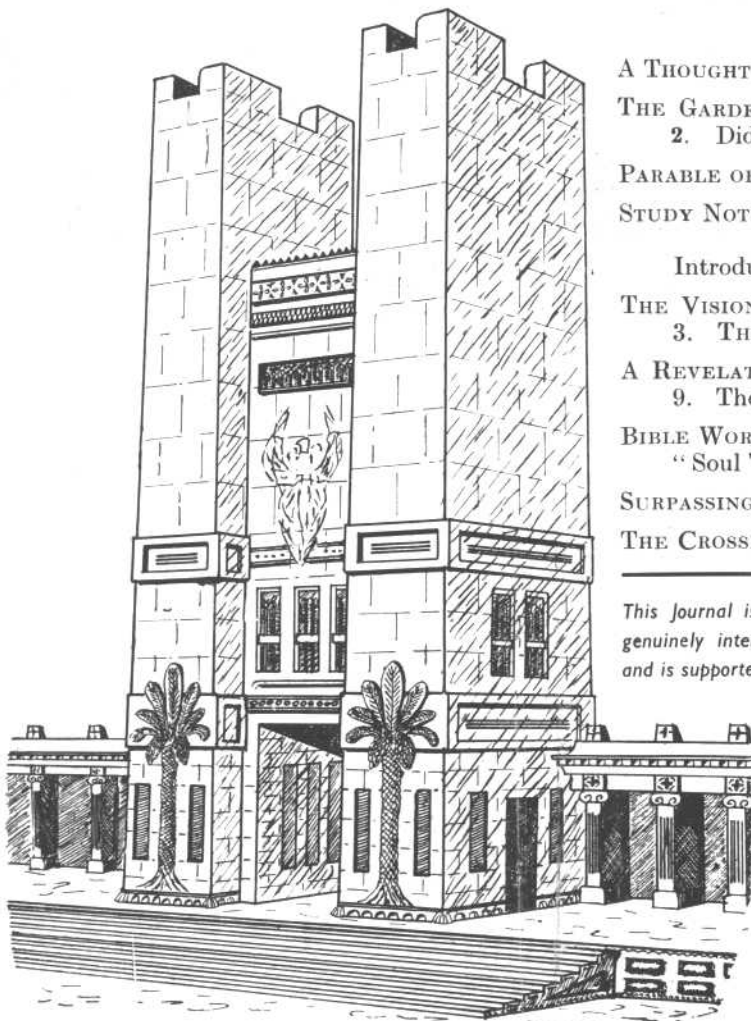 A THOUGHT
THE GARDE
2. Did
PARABLE OF
STUDY NOT
Introdu
THE VISION
3. TH
A REVELAT
9. The
BIBLE WOR
“Soul
SURPASSING
THE CROSS
This Journal is
genuinely inte
and is supporte